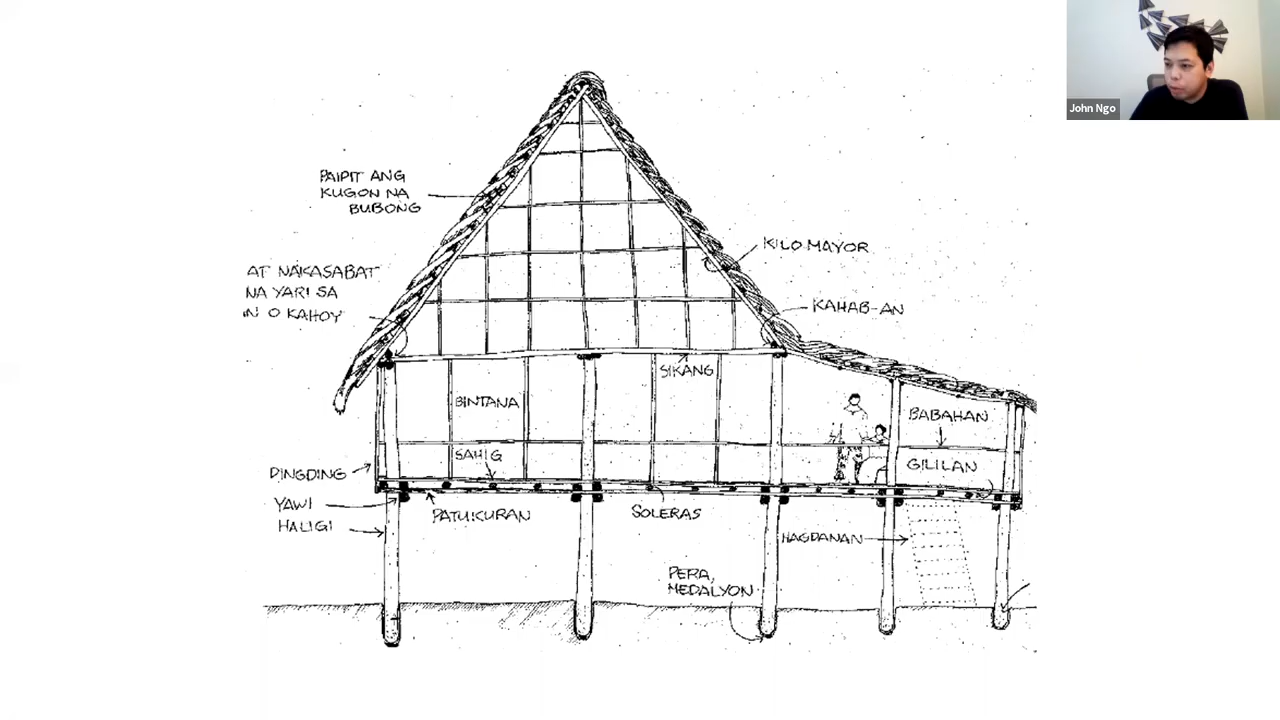 John Ngo
PAIPIT ANG
KUGON NA
BUBONG
KILO MAYOR
AT NAKASABAT
NA YARI SA
O KAHOY
KAHAB-AN
SIKANG
BINTANA
BABAHAN
SAHIG
GILILAN
DINGDING
YAWI
PATUKURAN
SOLERAS
HALIGI
HAGDANAN
PERA,
MEDALYON